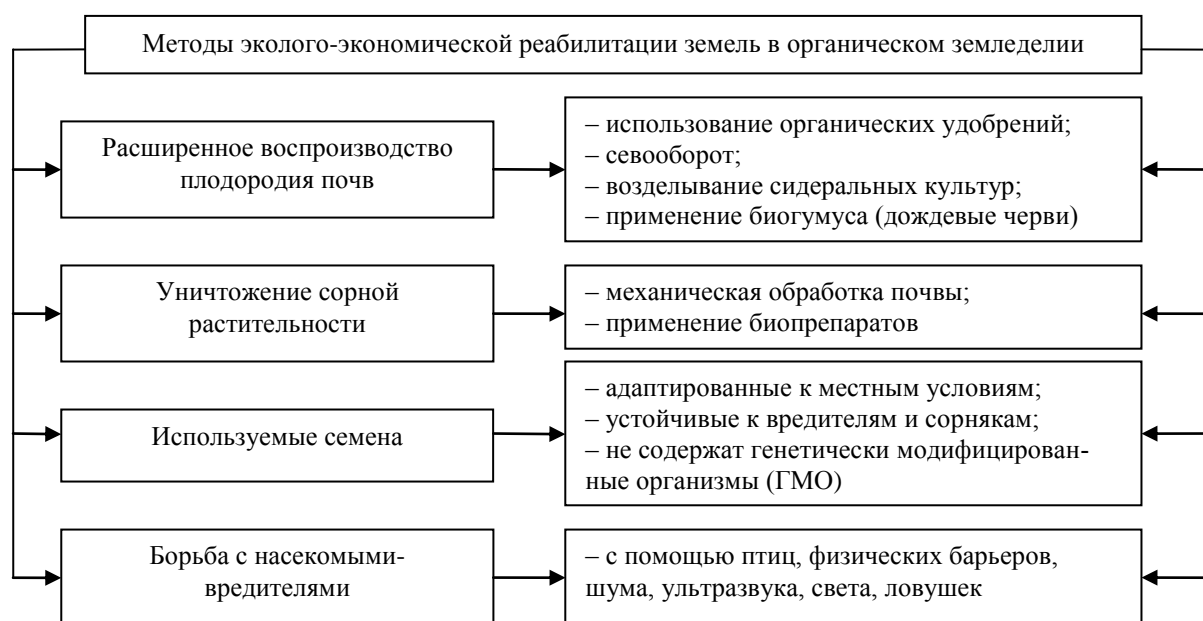 Методы эколого-экономической реабилитации земель в органическом земледелии
Расширенное воспроизводство
плодородия почв
– использование органических удобрений;
– севооборот;
– возделывание сидеральных культур;
– применение биогумуса (дождевые черви)
Уничтожение сорной
растительности
– механическая обработка почвы;
– применение биопрепаратов
Используемые семена
– адаптированные к местным условиям;
– устойчивые к вредителям и сорнякам;
– не содержат генетически модифицирован-
ные организмы (ГМО)
Борьба с насекомыми-
вредителями
– с помощью птиц, физических барьеров,
шума, ультразвука, света, ловушек